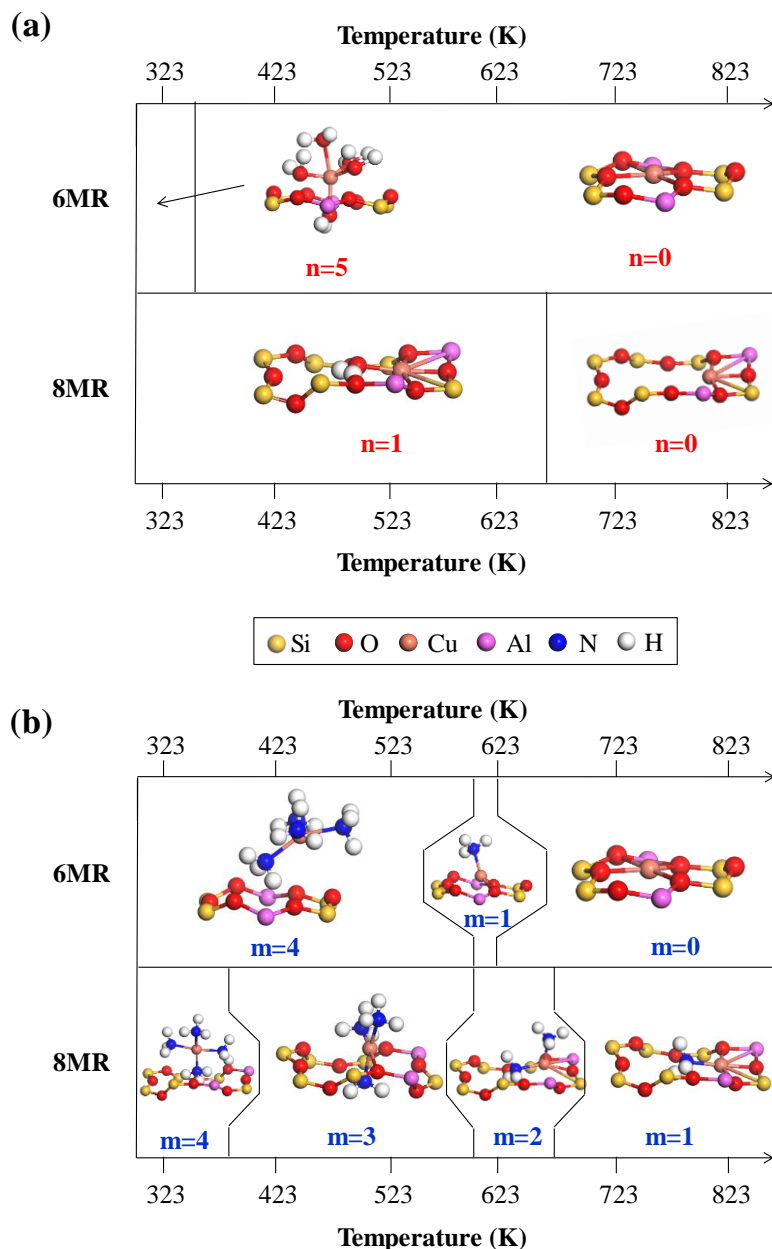 (a)
Temperature (K)
323 423 523 623 723 823
6MR
n=5 n=0
8MR
n=1 n=0
323 423 523 623 723 823
Temperature (K)
Si O Cu Al N H
(b)
Temperature (K)
323 423 523 623 723 823
6MR
m=4 m=1 m=0
8MR
m=4 m=3 m=2 m=1
323 423 523 623 723 823
Temperature (K)